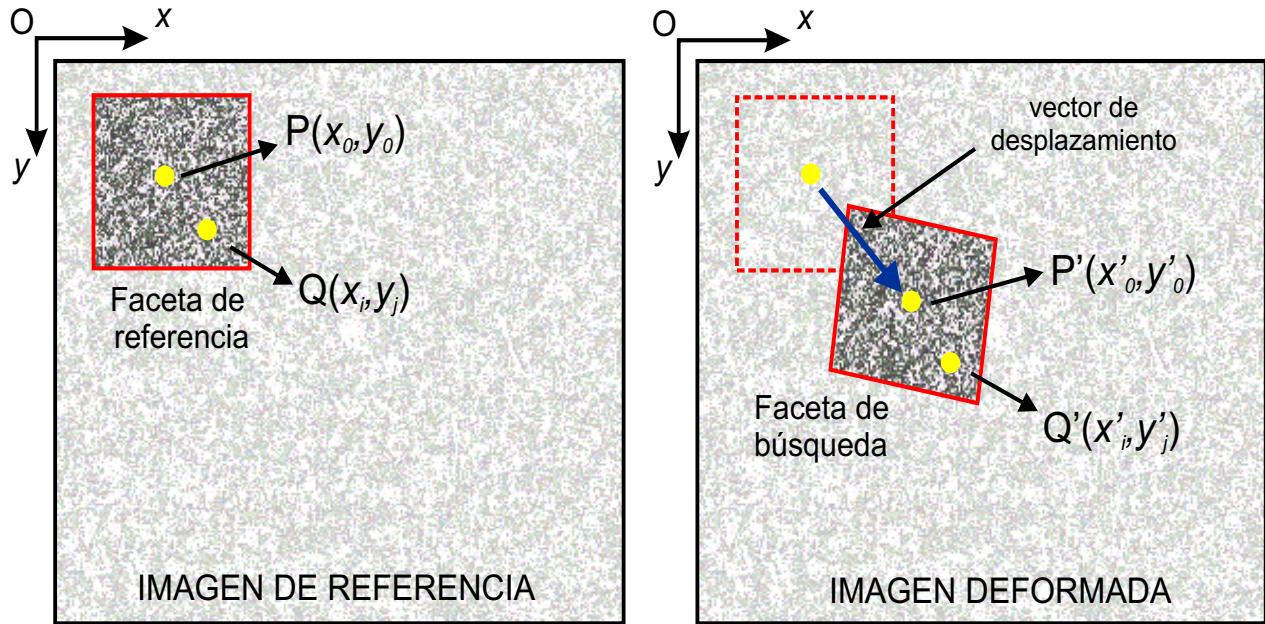 O
x
y
P(x₀,y₀)
Q(xᵢ,yⱼ)
Faceta de
referencia
IMAGEN DE REFERENCIA
O
x
y
vector de
desplazamiento
P’(x’₀,y’₀)
Q’(x’ᵢ,y’ⱼ)
Faceta de
búsqueda
IMAGEN DEFORMADA